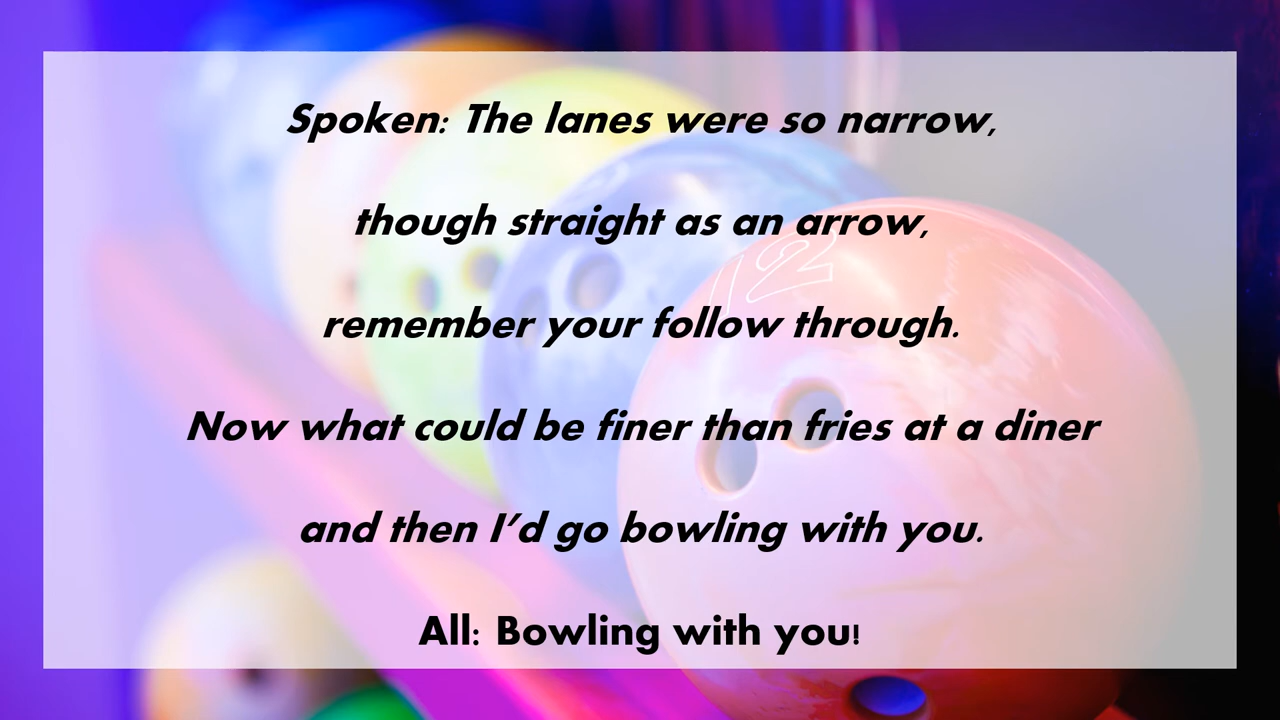 Spoken: The lanes were so narrow,
though straight as an arrow,
remember your follow through.
Now what could be finer than fries at a diner
and then I’d go bowling with you.
All: Bowling with you!
12